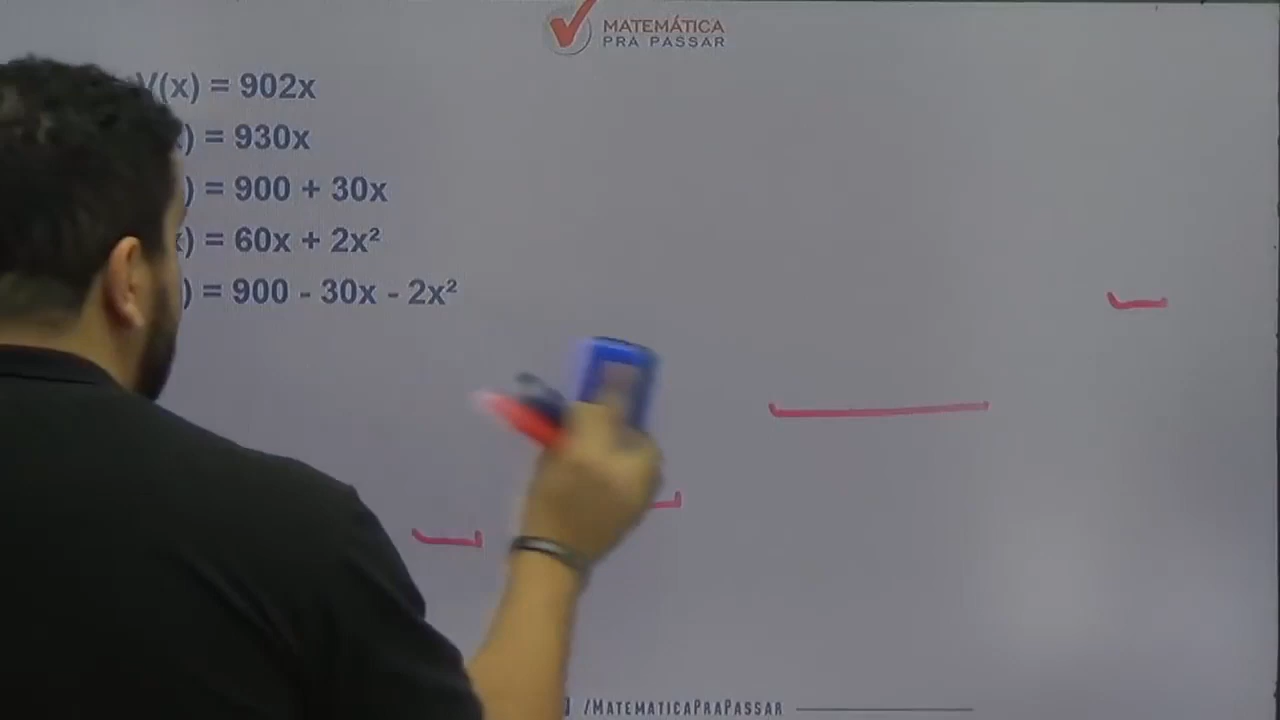 MATEMÁTICA
PRA PASSAR
V(x) = 902x
) = 930x
) = 900 + 30x
) = 60x + 2x²
) = 900 - 30x - 2x²
/MATEMATICAPRAPASSAR